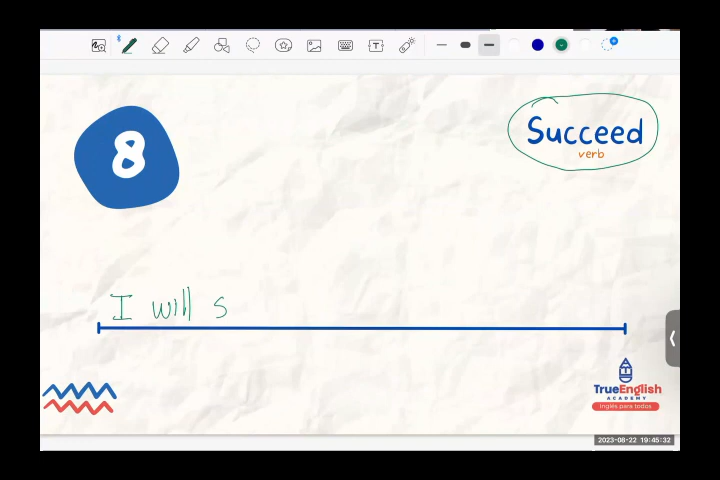 8
Succeed
verb
I will s
TrueEnglish
ACADEMY
Inglés para todos
2023-08-22 19:45:32